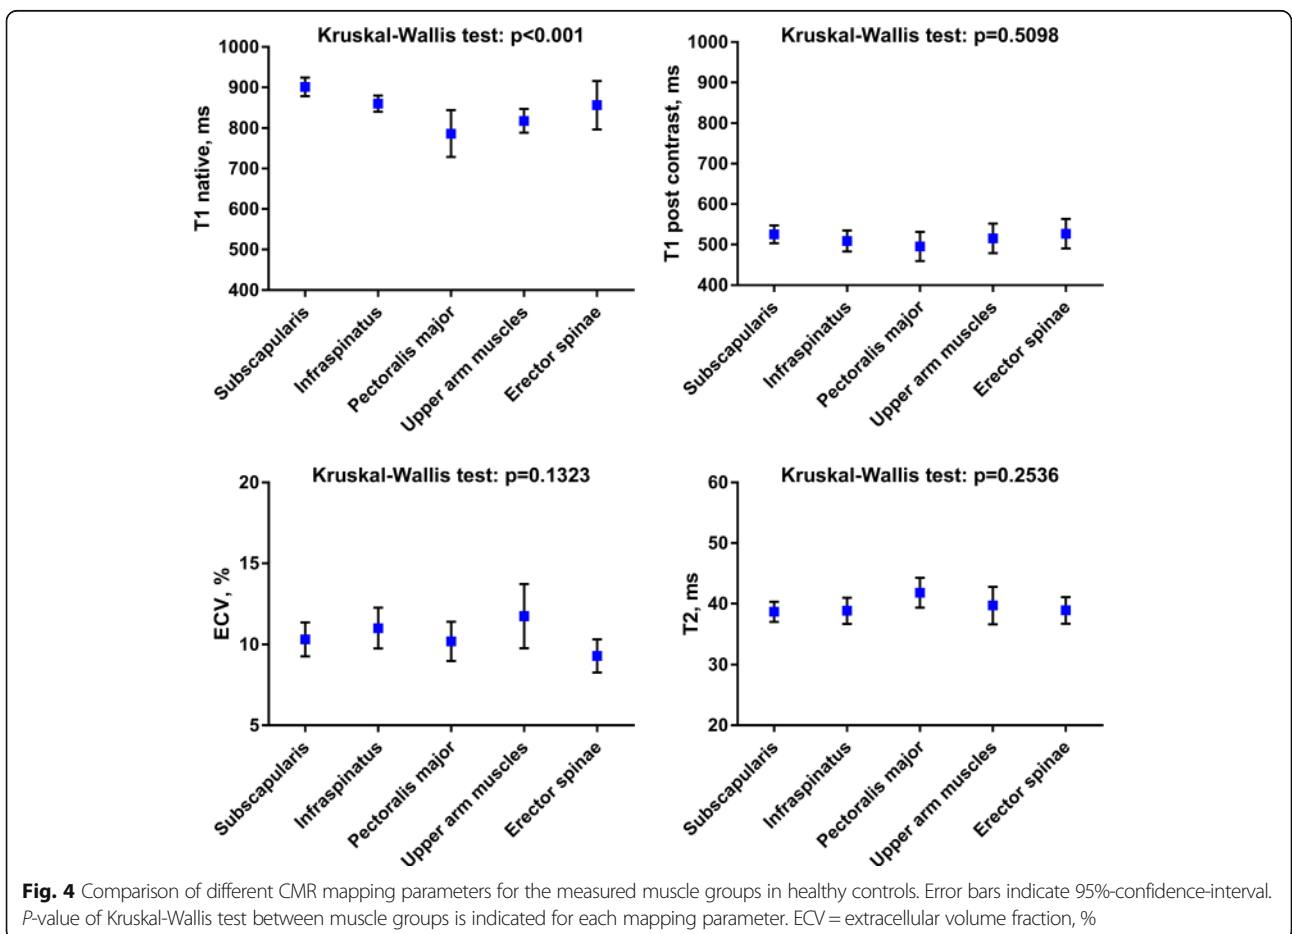 Kruskal-Wallis test: p<0.001
1000
900
800
700
600
500
400
T1 native, ms
Subscapularis
Infraspinatus
Pectoralis major
Upper arm muscles
Erector spinae
Kruskal-Wallis test: p=0.5098
1000
900
800
700
600
500
400
T1 post contrast, ms
Subscapularis
Infraspinatus
Pectoralis major
Upper arm muscles
Erector spinae
Kruskal-Wallis test: p=0.1323
20
15
10
5
ECV, %
Subscapularis
Infraspinatus
Pectoralis major
Upper arm muscles
Erector spinae
Kruskal-Wallis test: p=0.2536
60
50
40
30
20
T2, ms
Subscapularis
Infraspinatus
Pectoralis major
Upper arm muscles
Erector spinae
Fig. 4 Comparison of different CMR mapping parameters for the measured muscle groups in healthy controls. Error bars indicate 95%-confidence-interval.
P-value of Kruskal-Wallis test between muscle groups is indicated for each mapping parameter. ECV = extracellular volume fraction, %